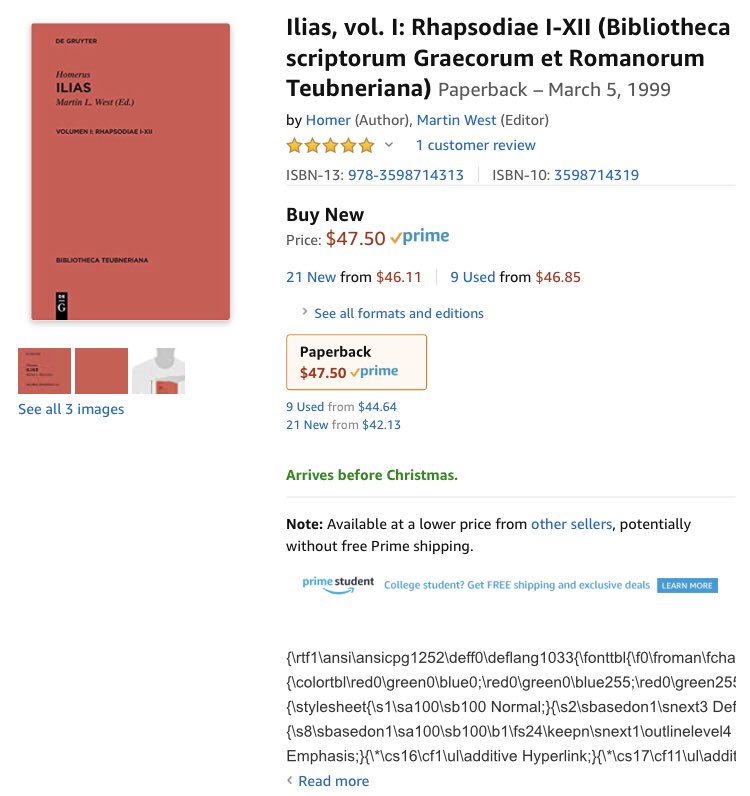 DE GRUYTER
Homerus
ILIAS
Martin L. West (Ed.)
VOLUMEN I: RHAPSODIAE I-XII
BIBLIOTHECA TEUBNERIANA
DE
G
See all 3 images
Ilias, vol. I: Rhapsodiae I-XII (Bibliotheca
scriptorum Graecorum et Romanorum
Teubneriana) Paperback – March 5, 1999
by Homer (Author), Martin West (Editor)
1 customer review
ISBN-13: 978-3598714313 ISBN-10: 3598714319
Buy New
Price: $47.50 prime
21 New from $46.11 9 Used from $46.85
See all formats and editions
Paperback
$47.50 prime
9 Used from $44.64
21 New from $42.13
Arrives before Christmas.
Note: Available at a lower price from other sellers, potentially
without free Prime shipping.
prime student College student? Get FREE shipping and exclusive deals LEARN MORE
{\rtf1\ansi\ansicpg1252\deff0\deflang1033{\fonttbl{\f0\froman\fcha
{\colortbl\red0\green0\blue0;\red0\green0\blue255;\red0\green255
{\stylesheet{\s1\sa100\sb100 Normal;}{\s2\sbasedon1\snext3 Def
{\s8\sbasedon1\sa100\sb100\b1\fs24\keepn\snext1\outlinelevel4
Emphasis;}{\*\cs16\cf1\ul\additive Hyperlink;}{\*\cs17\cf11\ul\addit
Read more